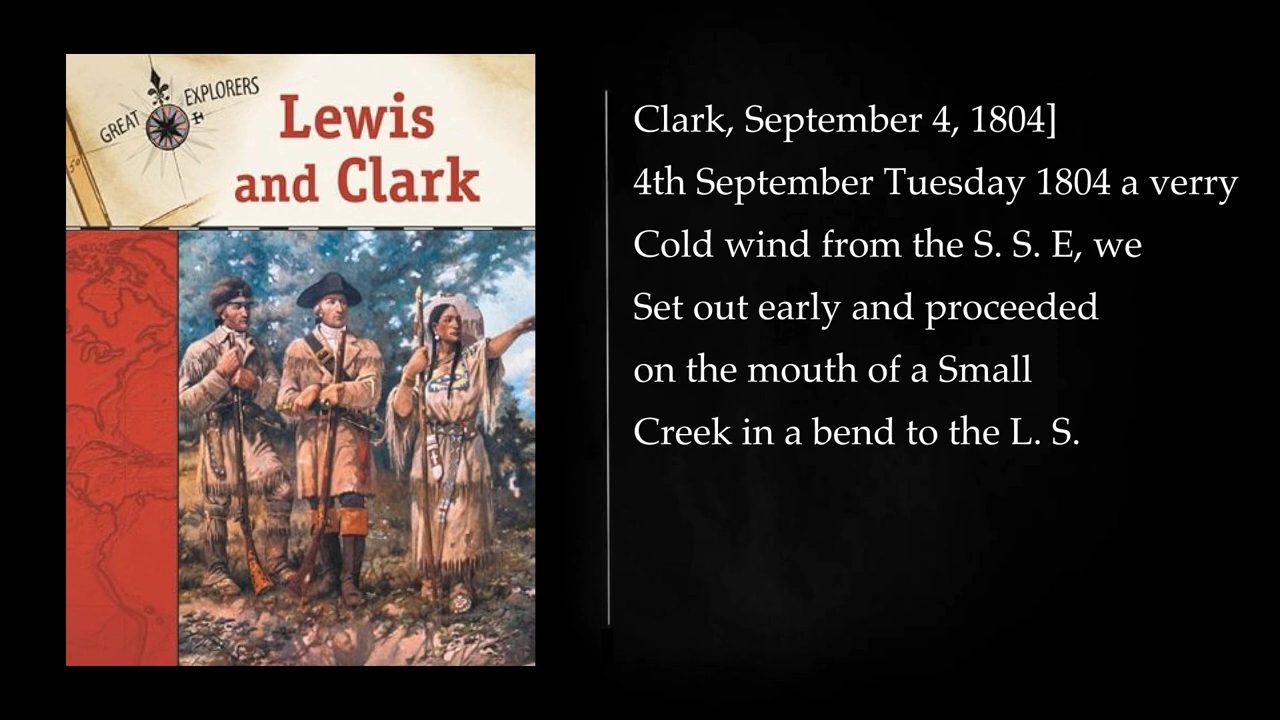 GREAT EXPLORERS
Lewis
and Clark
Clark, September 4, 1804]
4th September Tuesday 1804 a verry
Cold wind from the S. S. E, we
Set out early and proceeded
on the mouth of a Small
Creek in a bend to the L. S.